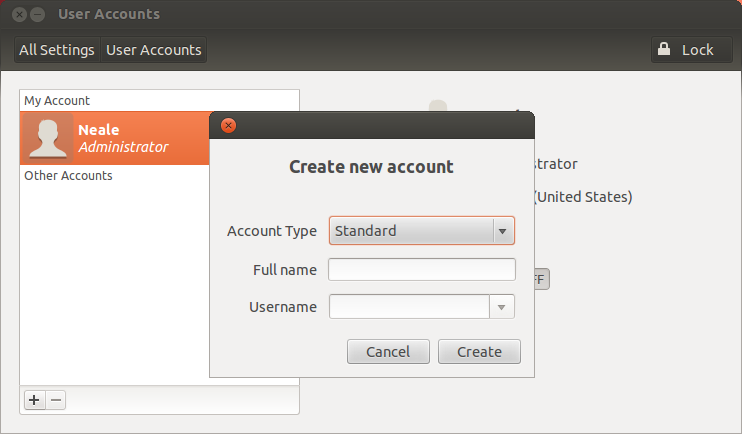 User Accounts
All Settings User Accounts Lock
My Account
Neale
Administrator
Other Accounts
Create new account
Account Type Standard
Full name
Username
Cancel Create
strator
(United States)
FF